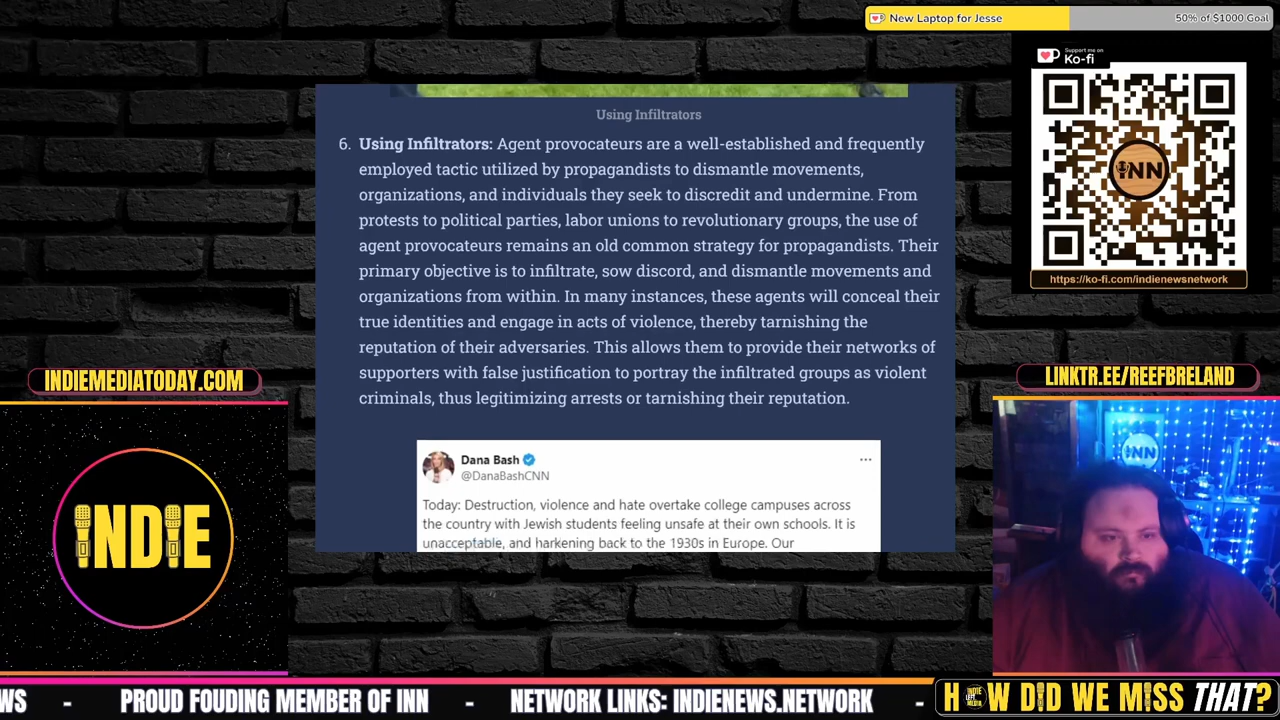 New Laptop for Jesse
50% of $1000 Goal
Support me on
Ko-fi
INN
https://ko-fi.com/indienewsnetwork
Using Infiltrators
6. Using Infiltrators: Agent provocateurs are a well-established and frequently
employed tactic utilized by propagandists to dismantle movements,
organizations, and individuals they seek to discredit and undermine. From
protests to political parties, labor unions to revolutionary groups, the use of
agent provocateurs remains an old common strategy for propagandists. Their
primary objective is to infiltrate, sow discord, and dismantle movements and
organizations from within. In many instances, these agents will conceal their
true identities and engage in acts of violence, thereby tarnishing the
reputation of their adversaries. This allows them to provide their networks of
supporters with false justification to portray the infiltrated groups as violent
criminals, thus legitimizing arrests or tarnishing their reputation.
Dana Bash
@DanaBashCNN
Today: Destruction, violence and hate overtake college campuses across
the country with Jewish students feeling unsafe at their own schools. It is
unacceptable, and harkening back to the 1930s in Europe. Our
INDIEMEDIATODAY.COM
INDIE
LINKTR.EE/REEFBRELAND
INN
WS - PROUD FOUDING MEMBER OF INN - NETWORK LINKS: INDIENEWS.NETWORK -
HOW DID WE MISS THAT?
INDIE LEFT MEDIA